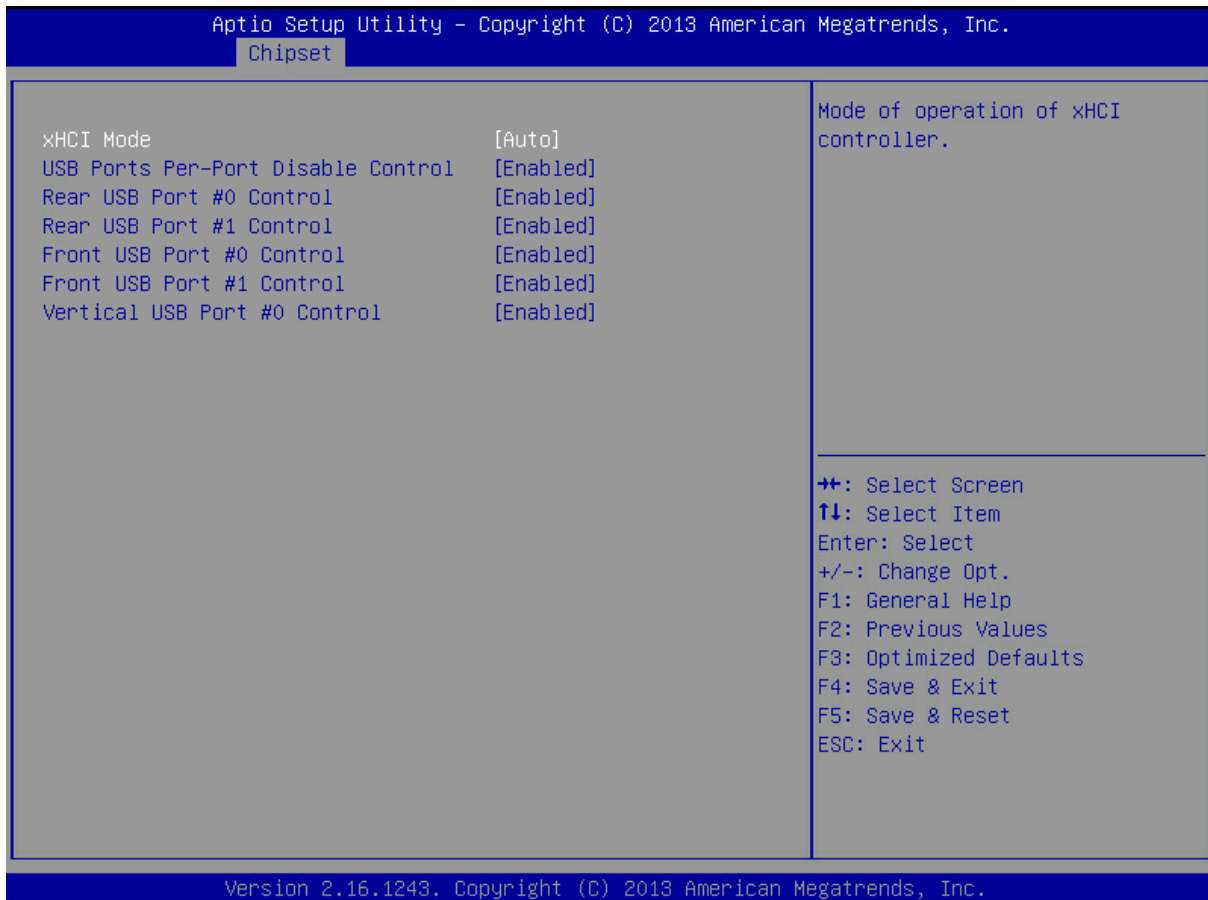 Aptio Setup Utility – Copyright (C) 2013 American Megatrends, Inc.
Chipset
xHCI Mode [Auto]
USB Ports Per-Port Disable Control [Enabled]
Rear USB Port #0 Control [Enabled]
Rear USB Port #1 Control [Enabled]
Front USB Port #0 Control [Enabled]
Front USB Port #1 Control [Enabled]
Vertical USB Port #0 Control [Enabled]
Mode of operation of xHCI
controller.
→←: Select Screen
↑↓: Select Item
Enter: Select
+/-: Change Opt.
F1: General Help
F2: Previous Values
F3: Optimized Defaults
F4: Save & Exit
F5: Save & Reset
ESC: Exit
Version 2.16.1243. Copyright (C) 2013 American Megatrends, Inc.